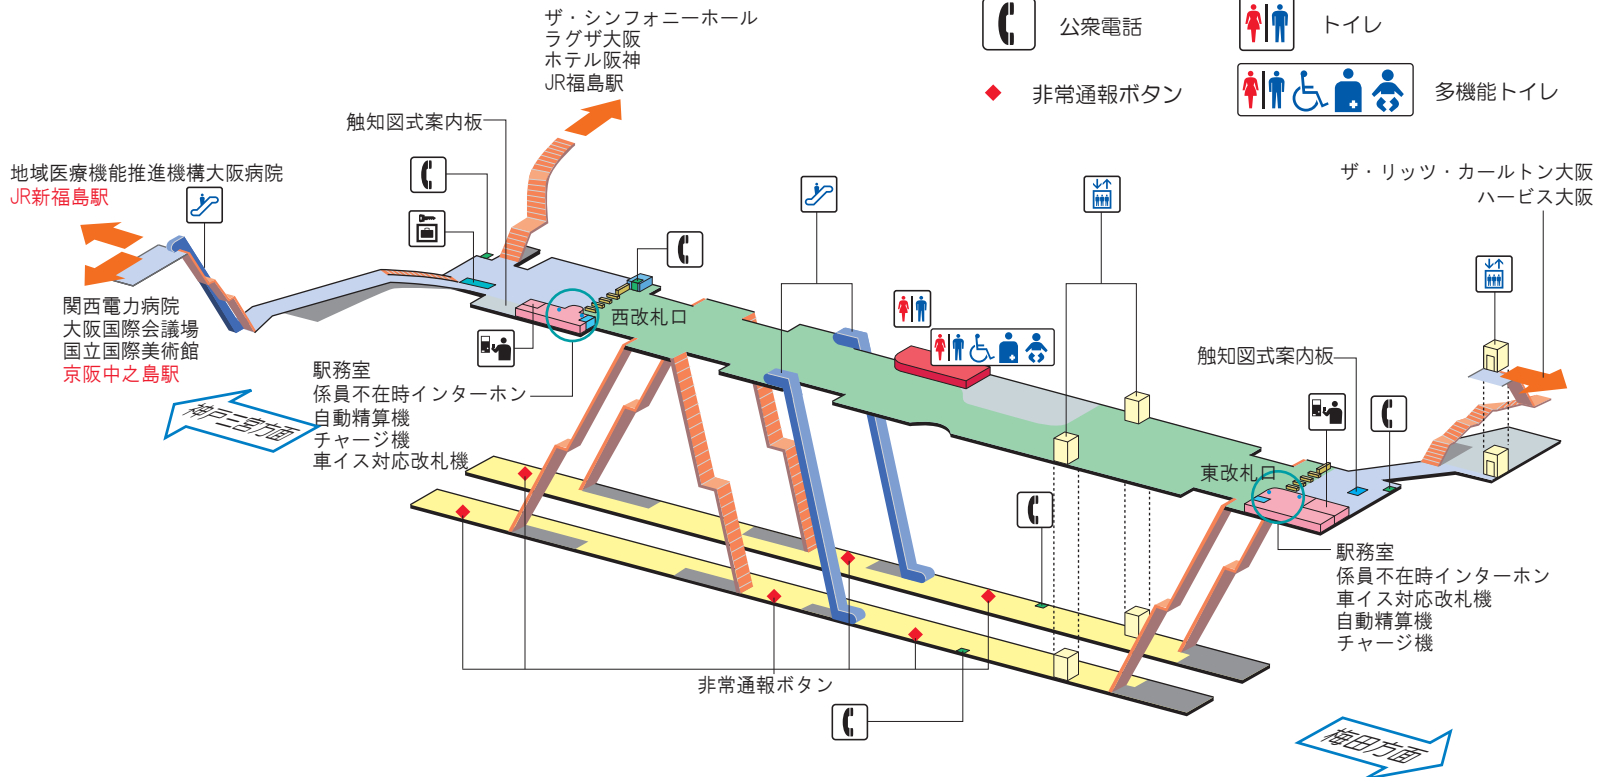 ザ・シンフォニーホール
ラグザ大阪
ホテル阪神
JR福島駅
公衆電話
トイレ
非常通報ボタン
多機能トイレ
触知図式案内板
地域医療機能推進機構大阪病院
JR新福島駅
ザ・リッツ・カールトン大阪
ハービス大阪
関西電力病院
大阪国際会議場
国立国際美術館
京阪中之島駅
西改札口
触知図式案内板
神戸三宮方面
駅務室
係員不在時インターホン
自動精算機
チャージ機
車イス対応改札機
東改札口
駅務室
係員不在時インターホン
車イス対応改札機
自動精算機
チャージ機
非常通報ボタン
梅田方面